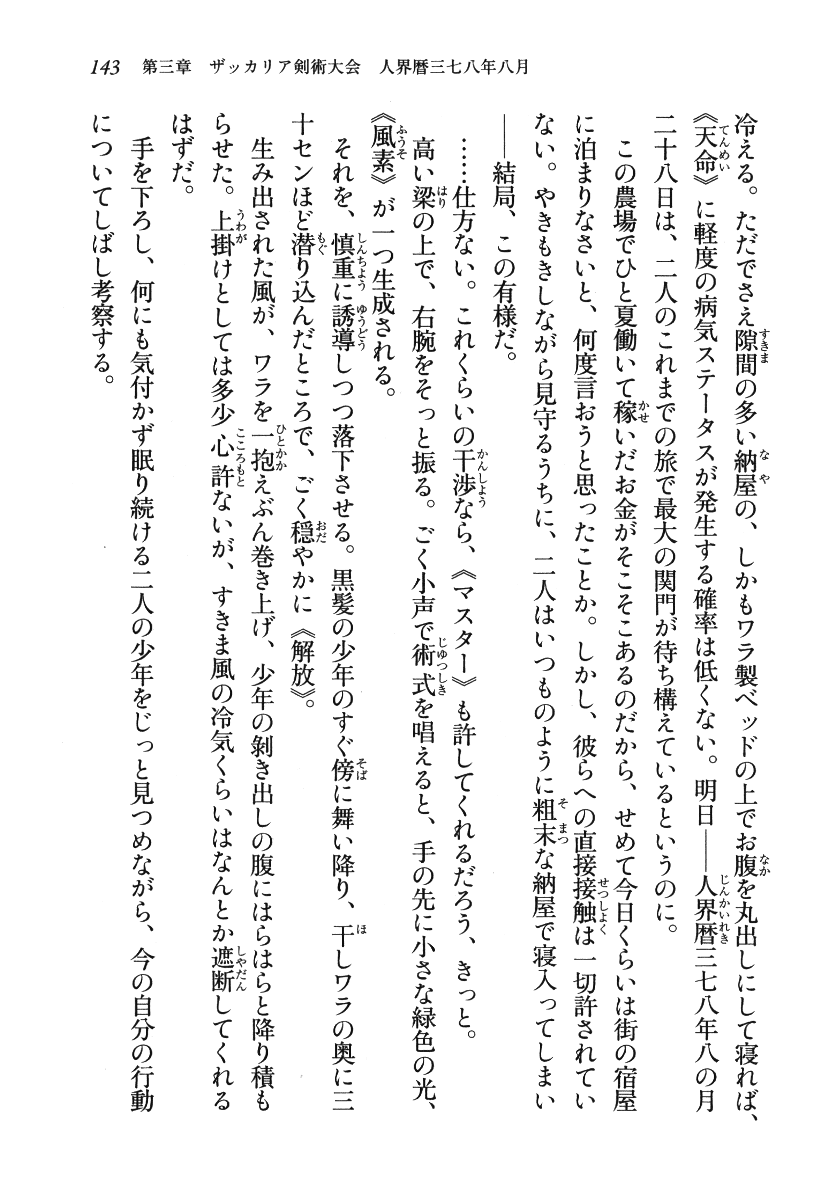 143　第三章　ザッカリア剣術大会　人界暦三七八年八月
冷える。ただでさえ隙間の多い納屋の、しかもワラ製ベッドの上でお腹を丸出しにして寝れば、
《天命》に軽度の病気ステータスが発生する確率は低くない。明日――人界暦三七八年八の月
二十八日は、二人のこれまでの旅で最大の関門が待ち構えているというのに。
　この農場でひと夏働いて稼いだお金がそこそこあるのだから、せめて今日くらいは街の宿屋
に泊まりなさいと、何度言おうと思ったことか。しかし、彼らへの直接接触は一切許されてい
ない。やきもきしながら見守るうちに、二人はいつものように粗末な納屋で寝入ってしまい
――結局、この有様だ。
　……仕方ない。これくらいの干渉なら、《マスター》も許してくれるだろう、きっと。
　高い梁の上で、右腕をそっと振る。ごく小声で術式を唱えると、手の先に小さな緑色の光、
《風素》が一つ生成される。
　それを、慎重に誘導しつつ落下させる。黒髪の少年のすぐ傍に舞い降り、干しワラの奥に三
十センほど潜り込んだところで、ごく穏やかに《解放》。
　生み出された風が、ワラを一抱えぶん巻き上げ、少年の剝き出しの腹にはらはらと降り積も
らせた。上掛けとしては多少心許ないが、すきま風の冷気くらいはなんとか遮断してくれる
はずだ。
　手を下ろし、何にも気付かず眠り続ける二人の少年をじっと見つめながら、今の自分の行動
についてしばし考察する。